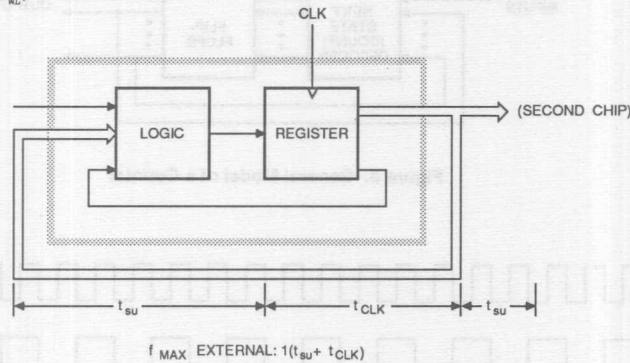 CLK
LOGIC
REGISTER
(SECOND CHIP)
t su
t CLK
t su
f MAX EXTERNAL: 1(t su + t CLK)